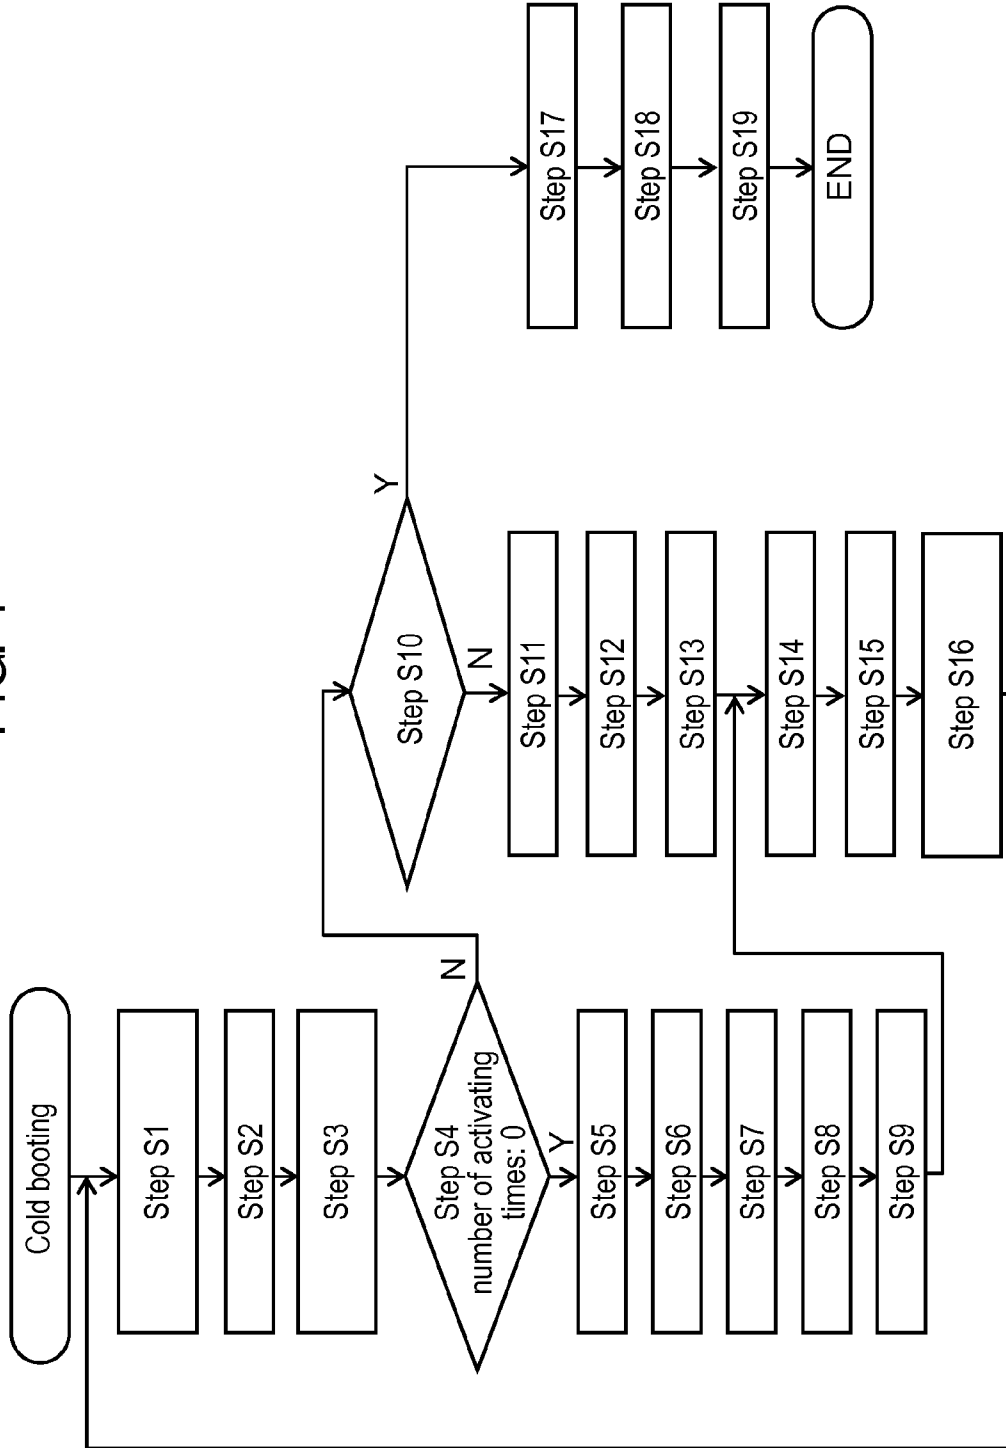 Cold booting
Step S1
Step S2
Step S3
Step S4
number of activating
times: 0
N
Y
Step S5
Step S6
Step S7
Step S8
Step S9
Step S10
Y
N
Step S11
Step S12
Step S13
Step S14
Step S15
Step S16
Step S17
Step S18
Step S19
END